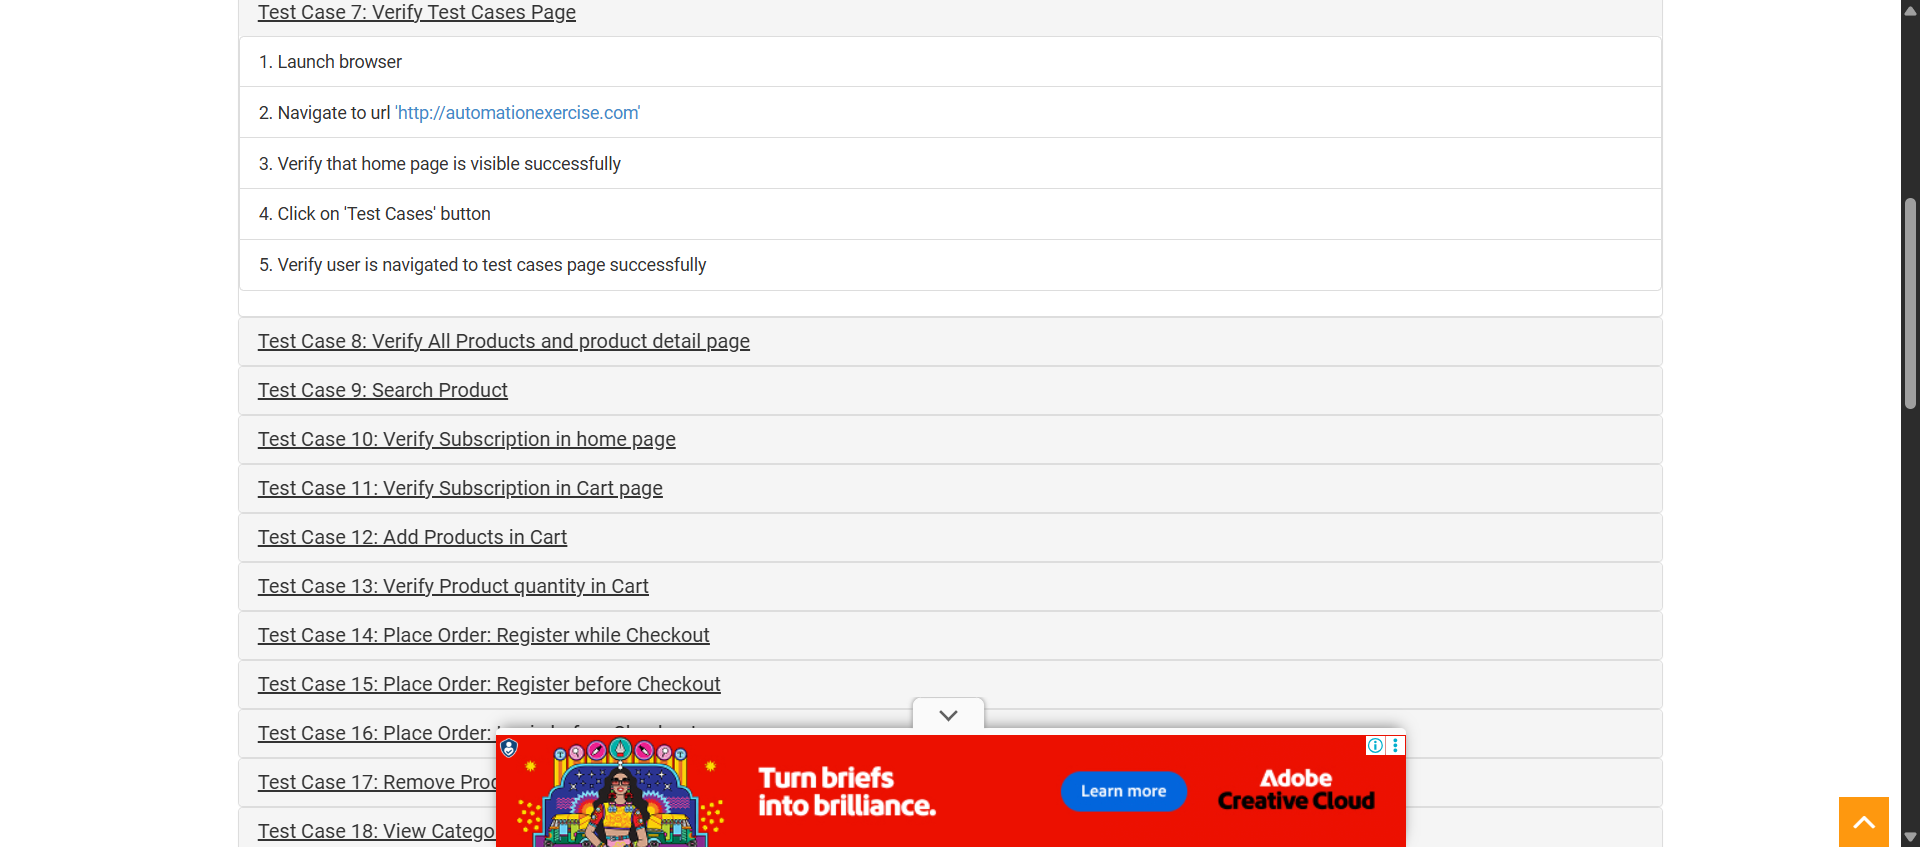 Test Case 7: Verify Test Cases Page
1. Launch browser
2. Navigate to url 'http://automationexercise.com'
3. Verify that home page is visible successfully
4. Click on 'Test Cases' button
5. Verify user is navigated to test cases page successfully
Test Case 8: Verify All Products and product detail page
Test Case 9: Search Product
Test Case 10: Verify Subscription in home page
Test Case 11: Verify Subscription in Cart page
Test Case 12: Add Products in Cart
Test Case 13: Verify Product quantity in Cart
Test Case 14: Place Order: Register while Checkout
Test Case 15: Place Order: Register before Checkout
Test Case 16: Place Order:
Test Case 17: Remove
Test Case 18: View
Turn briefs
into brilliance.
Learn more
Adobe
Creative Cloud